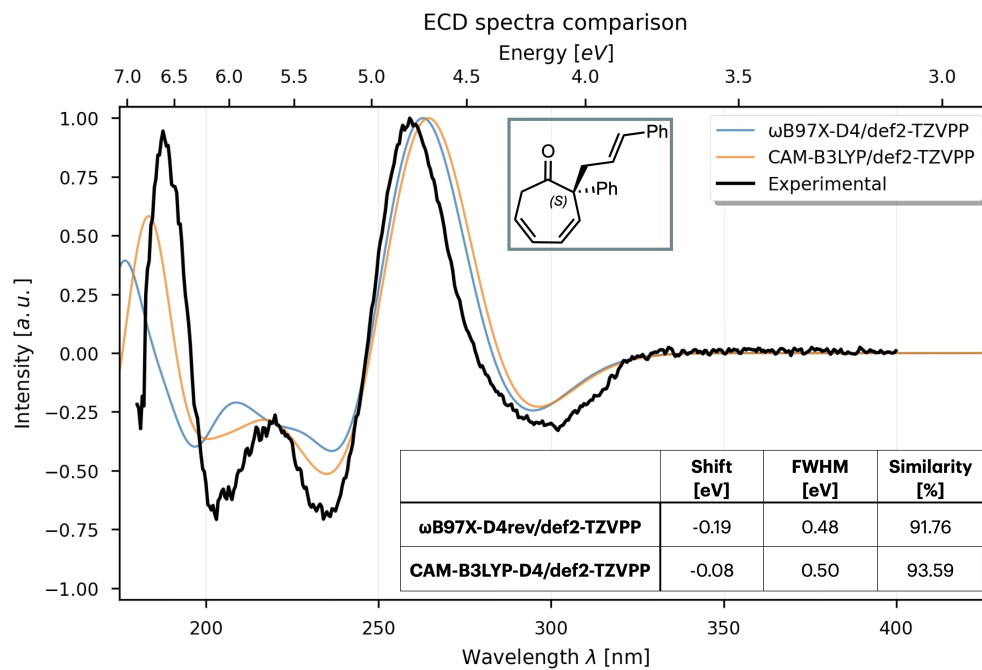 ECD spectra comparison
Energy [eV]
7.0 6.5 6.0 5.5 5.0 4.5 4.0 3.5 3.0
1.00
0.75
0.50
0.25
0.00
−0.25
−0.50
−0.75
−1.00
Intensity [a.u.]
ωB97X-D4/def2-TZVPP
CAM-B3LYP/def2-TZVPP
Experimental
Ph
O
Ph
(S)
Shift [eV] FWHM [eV] Similarity [%]
ωB97X-D4rev/def2-TZVPP -0.19 0.48 91.76
CAM-B3LYP-D4/def2-TZVPP -0.08 0.50 93.59
200 250 300 350 400
Wavelength λ [nm]